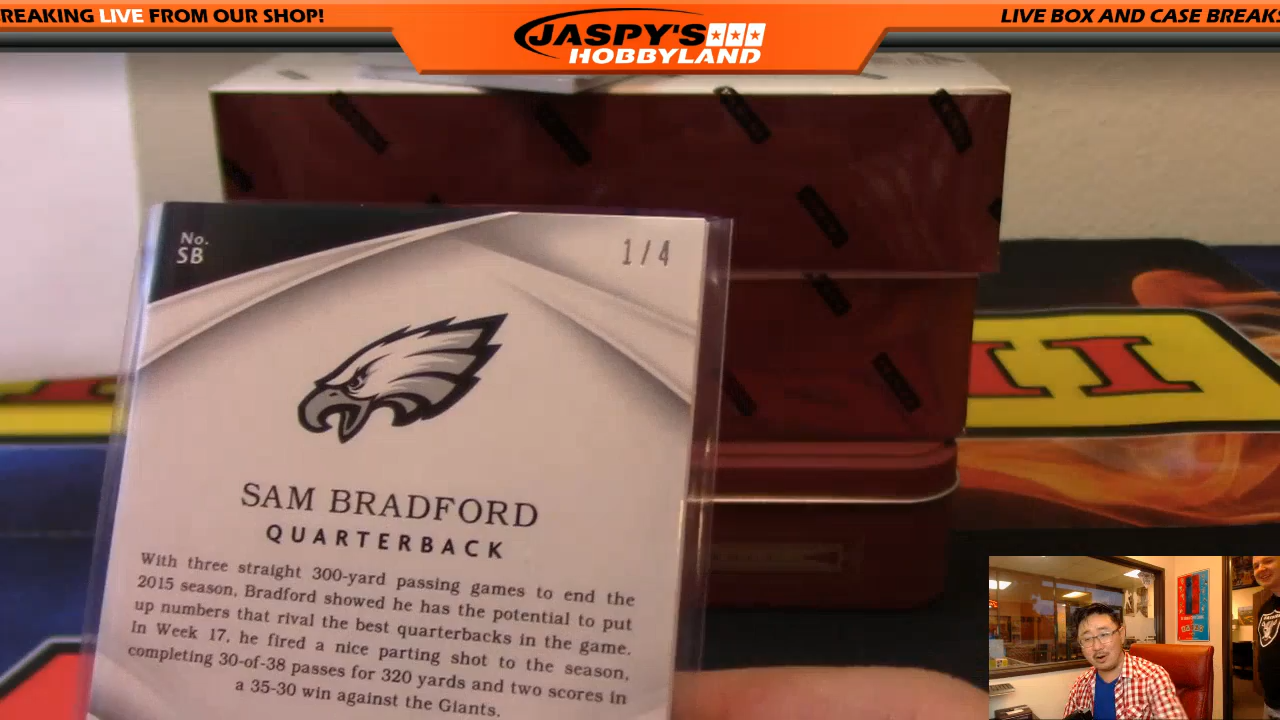 REAKING LIVE FROM OUR SHOP!
JASPY'S
HOBBYLAND
LIVE BOX AND CASE BREAKS
No.
SB
1/4
SAM BRADFORD
QUARTERBACK
With three straight 300-yard passing games to end the
2015 season, Bradford showed he has the potential to put
up numbers that rival the best quarterbacks in the game.
In Week 17, he fired a nice parting shot to the season,
completing 30-of-38 passes for 320 yards and two scores in
a 35-30 win against the Giants.